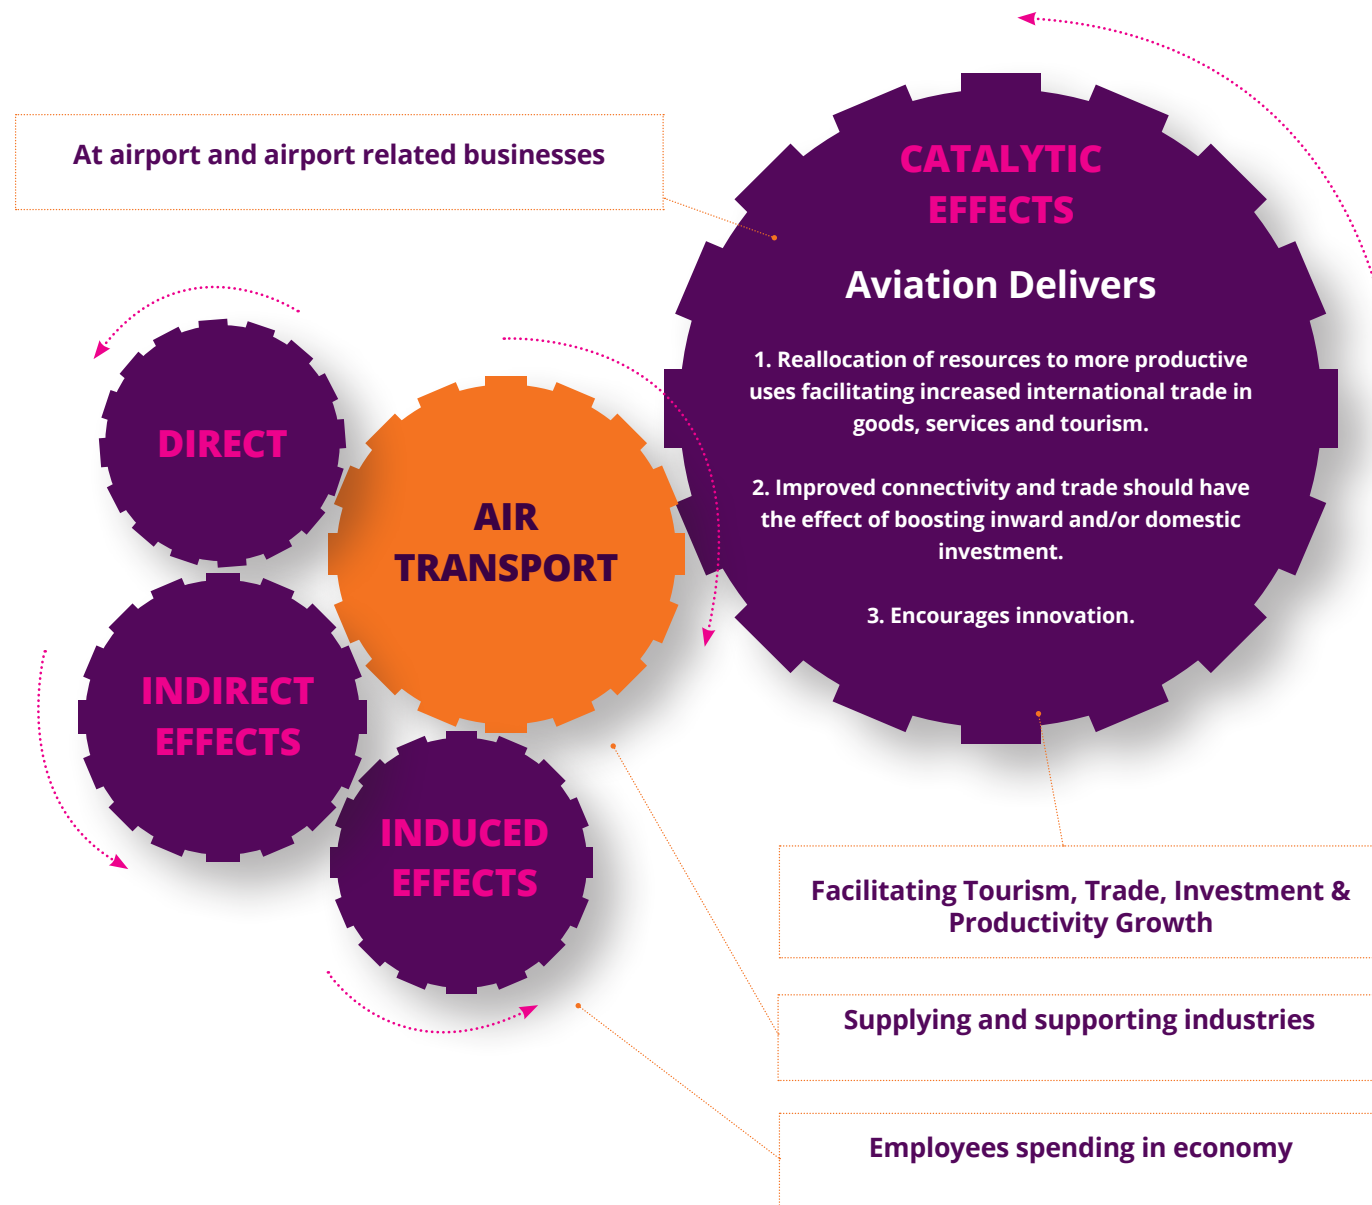 At airport and airport related businesses
CATALYTIC
EFFECTS
Aviation Delivers
1. Reallocation of resources to more productive
uses facilitating increased international trade in
goods, services and tourism.
2. Improved connectivity and trade should have
the effect of boosting inward and/or domestic
investment.
3. Encourages innovation.
DIRECT
AIR
TRANSPORT
INDIRECT
EFFECTS
INDUCED
EFFECTS
Facilitating Tourism, Trade, Investment &
Productivity Growth
Supplying and supporting industries
Employees spending in economy